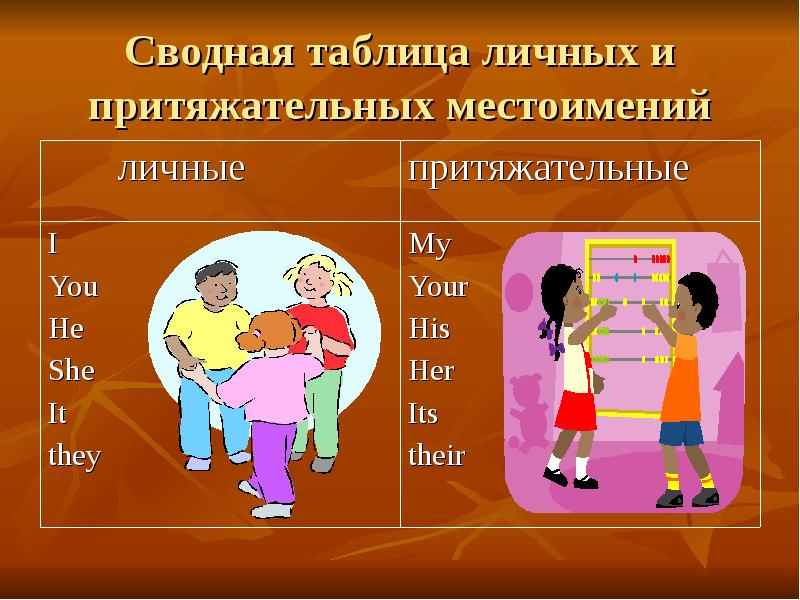 Сводная таблица личных и
притяжательных местоимений
личные
притяжательные
I
You
He
She
It
they
My
Your
His
Her
Its
their